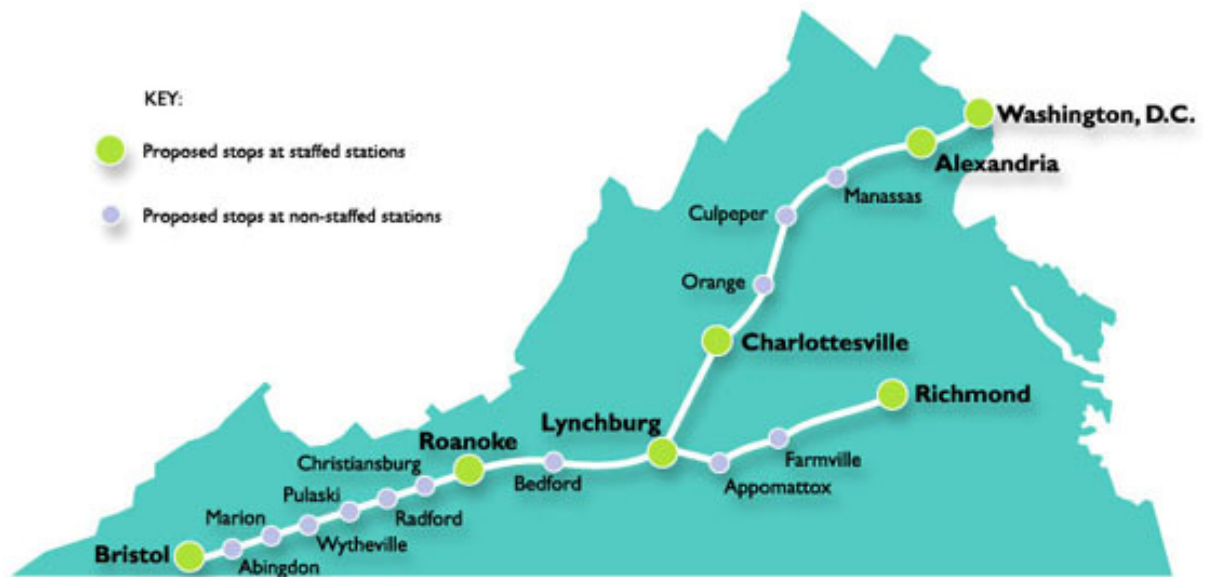 KEY:
Proposed stops at staffed stations
Proposed stops at non-staffed stations
Washington, D.C.
Alexandria
Manassas
Culpeper
Orange
Charlottesville
Richmond
Lynchburg
Farmville
Appomattox
Roanoke
Bedford
Christiansburg
Radford
Pulaski
Wytheville
Marion
Abingdon
Bristol